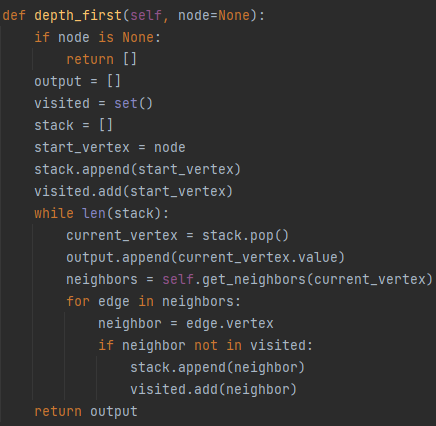 def depth_first(self, node=None):
    if node is None:
        return []
    output = []
    visited = set()
    stack = []
    start_vertex = node
    stack.append(start_vertex)
    visited.add(start_vertex)
    while len(stack):
        current_vertex = stack.pop()
        output.append(current_vertex.value)
        neighbors = self.get_neighbors(current_vertex)
        for edge in neighbors:
            neighbor = edge.vertex
            if neighbor not in visited:
                stack.append(neighbor)
                visited.add(neighbor)
    return output